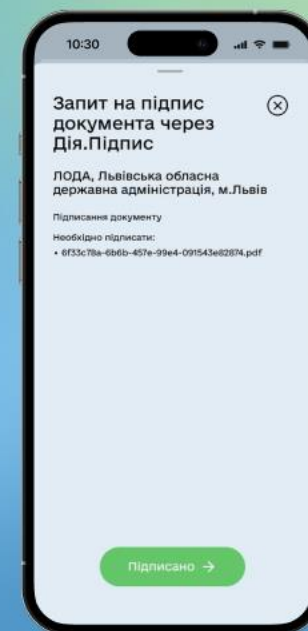 10:30
Запит на підпис
документа через
Дія.Підпис
ЛОДА, Львівська обласна
державна адміністрація, м.Львів
Підписання документу
Необхідно підписати:
• 6f33c78a-6b6b-457e-99e4-091543e82874.pdf
Підписано →